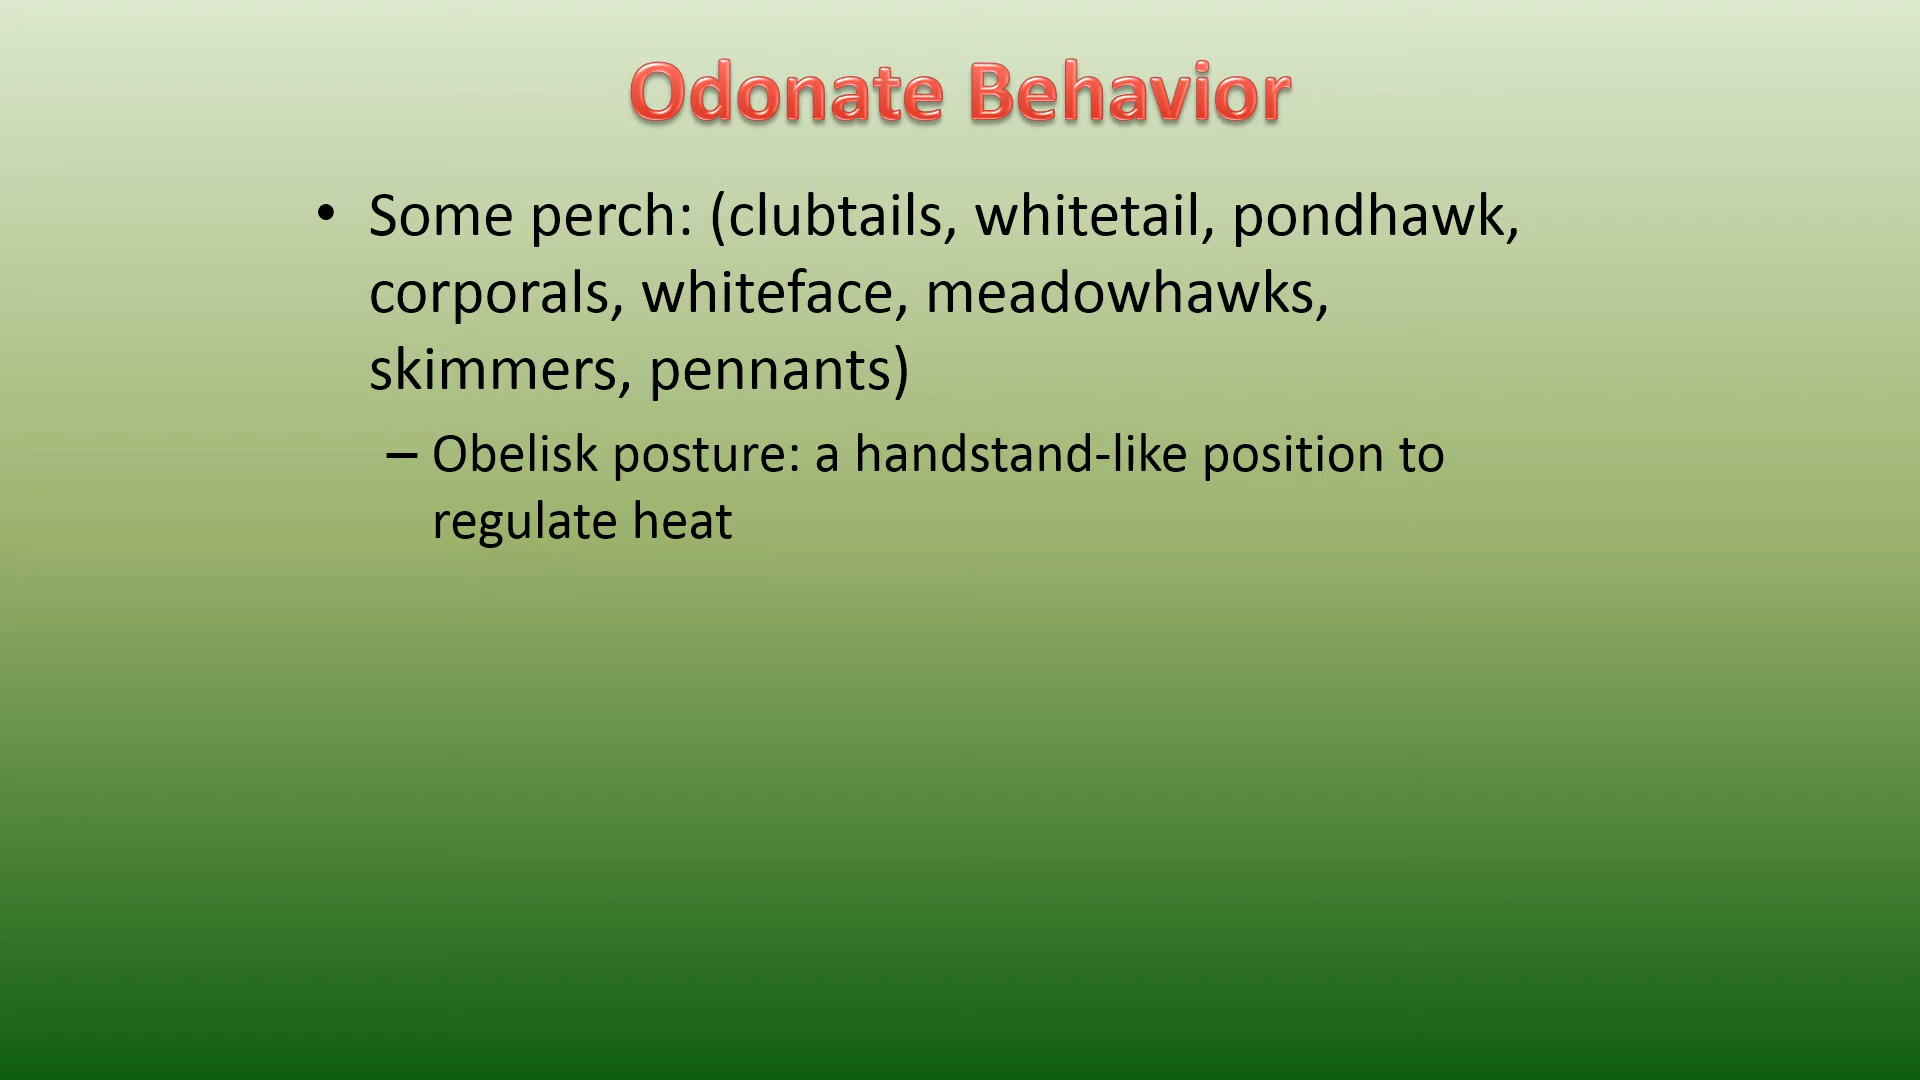 Odonate Behavior
• Some perch: (clubtails, whitetail, pondhawk,
corporals, whiteface, meadowhawks,
skimmers, pennants)
– Obelisk posture: a handstand-like position to
regulate heat